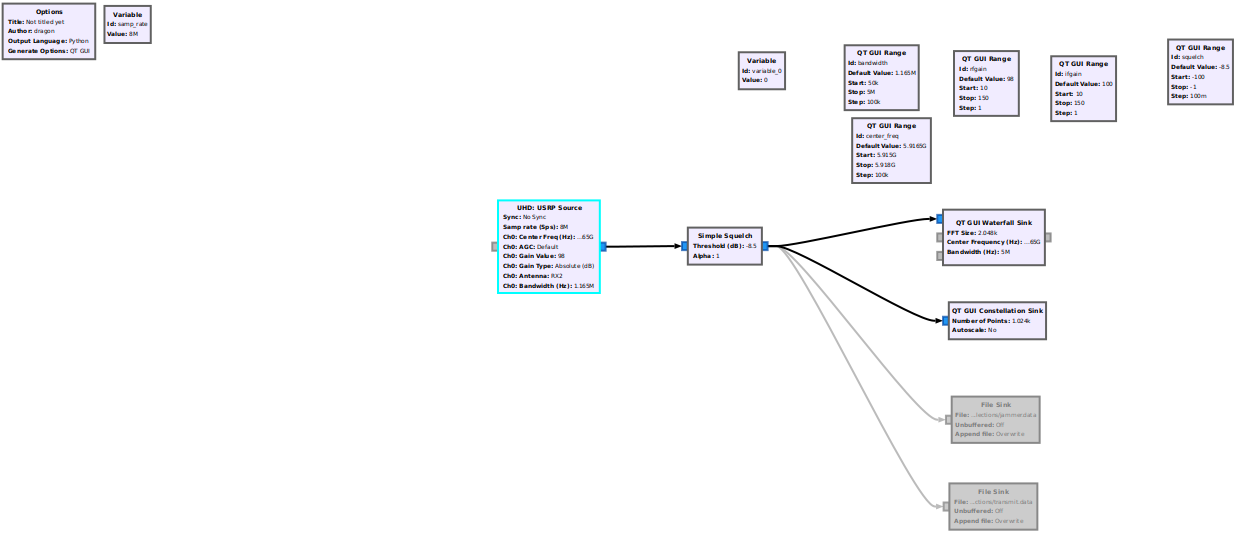 Options
Title: Not titled yet
Author: dragon
Output Language: Python
Generate Options: QT GUI
Variable
Id: samp_rate
Value: 8M
Variable
Id: variable_0
Value: 0
QT GUI Range
Id: bandwidth
Default Value: 1.165M
Start: 50k
Stop: 5M
Step: 100k
QT GUI Range
Id: rfgain
Default Value: 98
Start: 10
Stop: 150
Step: 1
QT GUI Range
Id: ifgain
Default Value: 100
Start: 10
Stop: 150
Step: 1
QT GUI Range
Id: squelch
Default Value: -8.5
Start: -100
Stop: -1
Step: 100m
QT GUI Range
Id: center_freq
Default Value: 5.9165G
Start: 5.915G
Stop: 5.918G
Step: 100k
UHD: USRP Source
Sync: No Sync
Samp rate (Sps): 8M
Ch0: Center Freq (Hz): ...65G
Ch0: AGC: Default
Ch0: Gain Value: 98
Ch0: Gain Type: Absolute (dB)
Ch0: Antenna: RX2
Ch0: Bandwidth (Hz): 1.165M
Simple Squelch
Threshold (dB): -8.5
Alpha: 1
QT GUI Waterfall Sink
FFT Size: 2.048k
Center Frequency (Hz): ...65G
Bandwidth (Hz): 5M
QT GUI Constellation Sink
Number of Points: 1.024k
Autoscale: No
File Sink
File: ...lections/jammer.data
Unbuffered: Off
Append file: Overwrite
File Sink
File: ...ctions/transmit.data
Unbuffered: Off
Append file: Overwrite